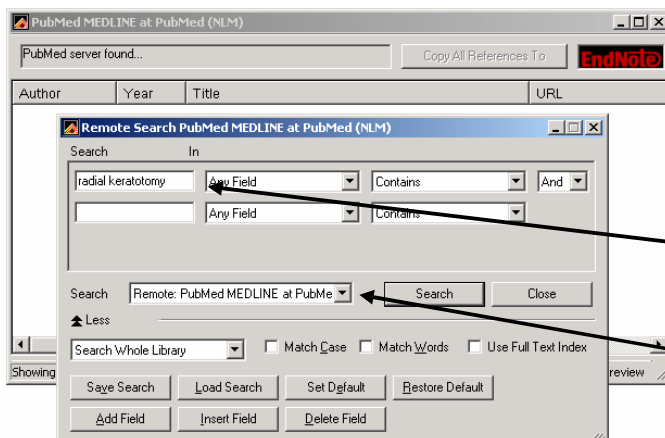 PubMed MEDLINE at PubMed (NLM)
PubMed server found...
Copy All References To
EndNote
Author Year Title URL
Remote Search PubMed MEDLINE at PubMed (NLM)
Search In
radial keratotomy Any Field Contains And
Any Field Contains
Search Remote: PubMed MEDLINE at PubMe Search Close
Less
Search Whole Library Match Case Match Words Use Full Text Index
Showing review
Save Search Load Search Set Default Restore Default
Add Field Insert Field Delete Field